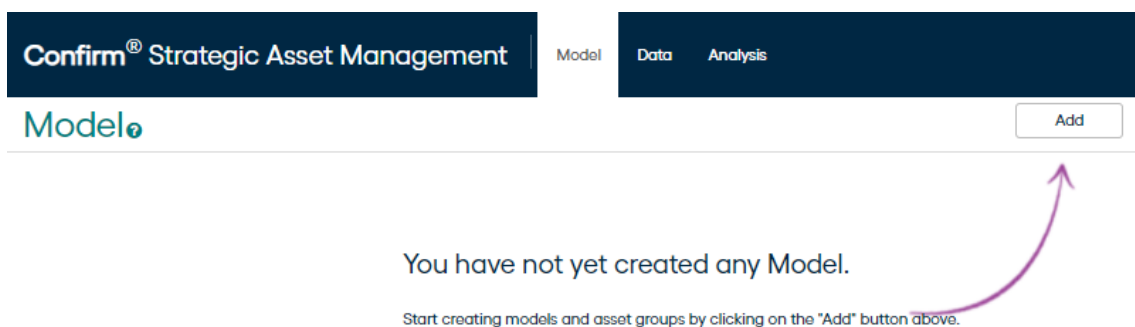 Confirm® Strategic Asset Management Model Data Analysis
Model
Add
You have not yet created any Model.
Start creating models and asset groups by clicking on the "Add" button above.